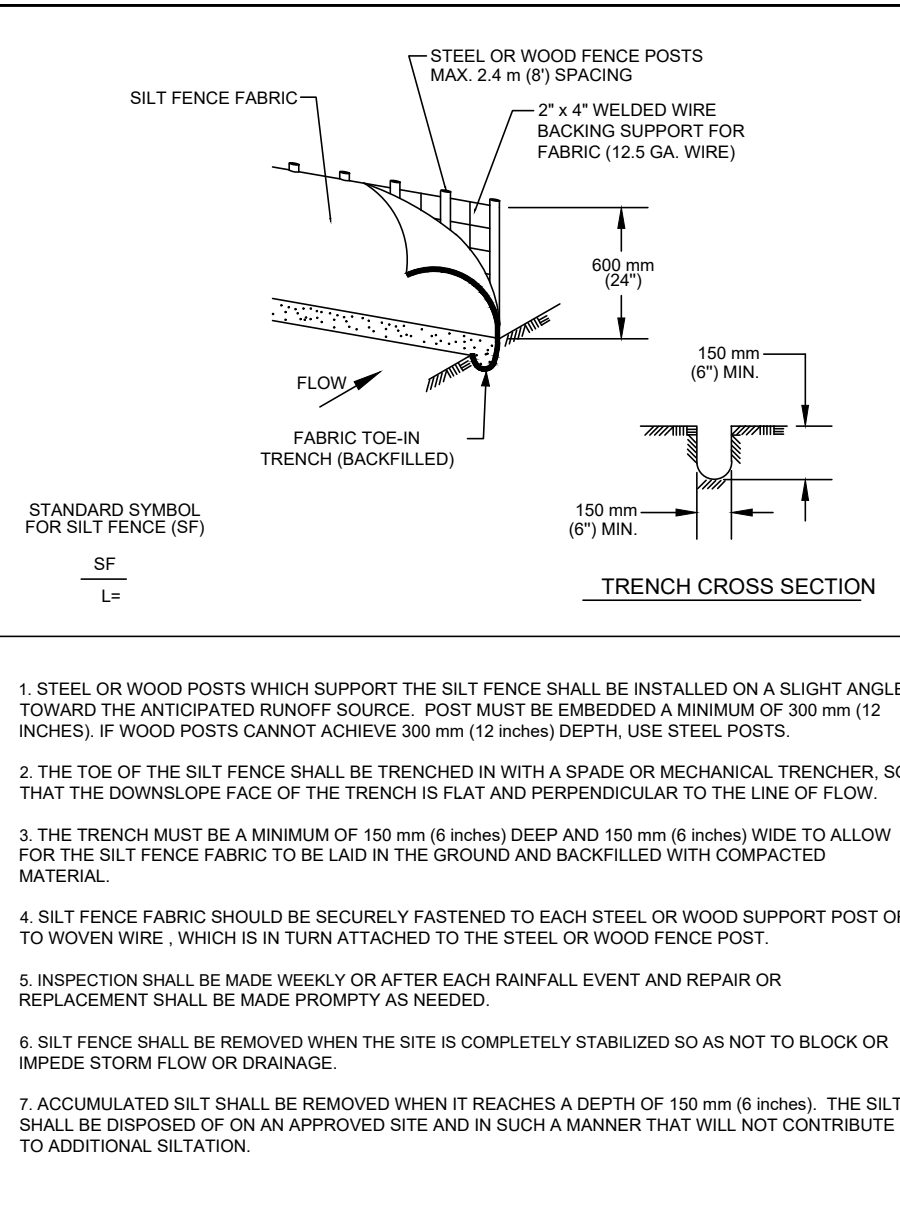 STEEL OR WOOD FENCE POSTS
MAX. 2.4 m (8') SPACING
SILT FENCE FABRIC
2" x 4" WELDED WIRE
BACKING SUPPORT FOR
FABRIC (12.5 GA. WIRE)
600 mm
(24")
150 mm
(6") MIN.
FLOW
FABRIC TOE-IN
TRENCH (BACKFILLED)
STANDARD SYMBOL
FOR SILT FENCE (SF)
SF
L=
150 mm
(6") MIN.
TRENCH CROSS SECTION
1. STEEL OR WOOD POSTS WHICH SUPPORT THE SILT FENCE SHALL BE INSTALLED ON A SLIGHT ANGLE
TOWARD THE ANTICIPATED RUNOFF SOURCE. POST MUST BE EMBEDDED A MINIMUM OF 300 mm (12
INCHES). IF WOOD POSTS CANNOT ACHIEVE 300 mm (12 inches) DEPTH, USE STEEL POSTS.
2. THE TOE OF THE SILT FENCE SHALL BE TRENCHED IN WITH A SPADE OR MECHANICAL TRENCHER, SO
THAT THE DOWNSLOPE FACE OF THE TRENCH IS FLAT AND PERPENDICULAR TO THE LINE OF FLOW.
3. THE TRENCH MUST BE A MINIMUM OF 150 mm (6 inches) DEEP AND 150 mm (6 inches) WIDE TO ALLOW
FOR THE SILT FENCE FABRIC TO BE LAID IN THE GROUND AND BACKFILLED WITH COMPACTED
MATERIAL.
4. SILT FENCE FABRIC SHOULD BE SECURELY FASTENED TO EACH STEEL OR WOOD SUPPORT POST OR
TO WOVEN WIRE , WHICH IS IN TURN ATTACHED TO THE STEEL OR WOOD FENCE POST.
5. INSPECTION SHALL BE MADE WEEKLY OR AFTER EACH RAINFALL EVENT AND REPAIR OR
REPLACEMENT SHALL BE MADE PROMPTY AS NEEDED.
6. SILT FENCE SHALL BE REMOVED WHEN THE SITE IS COMPLETELY STABILIZED SO AS NOT TO BLOCK OR
IMPEDE STORM FLOW OR DRAINAGE.
7. ACCUMULATED SILT SHALL BE REMOVED WHEN IT REACHES A DEPTH OF 150 mm (6 inches). THE SILT
SHALL BE DISPOSED OF ON AN APPROVED SITE AND IN SUCH A MANNER THAT WILL NOT CONTRIBUTE
TO ADDITIONAL SILTATION.